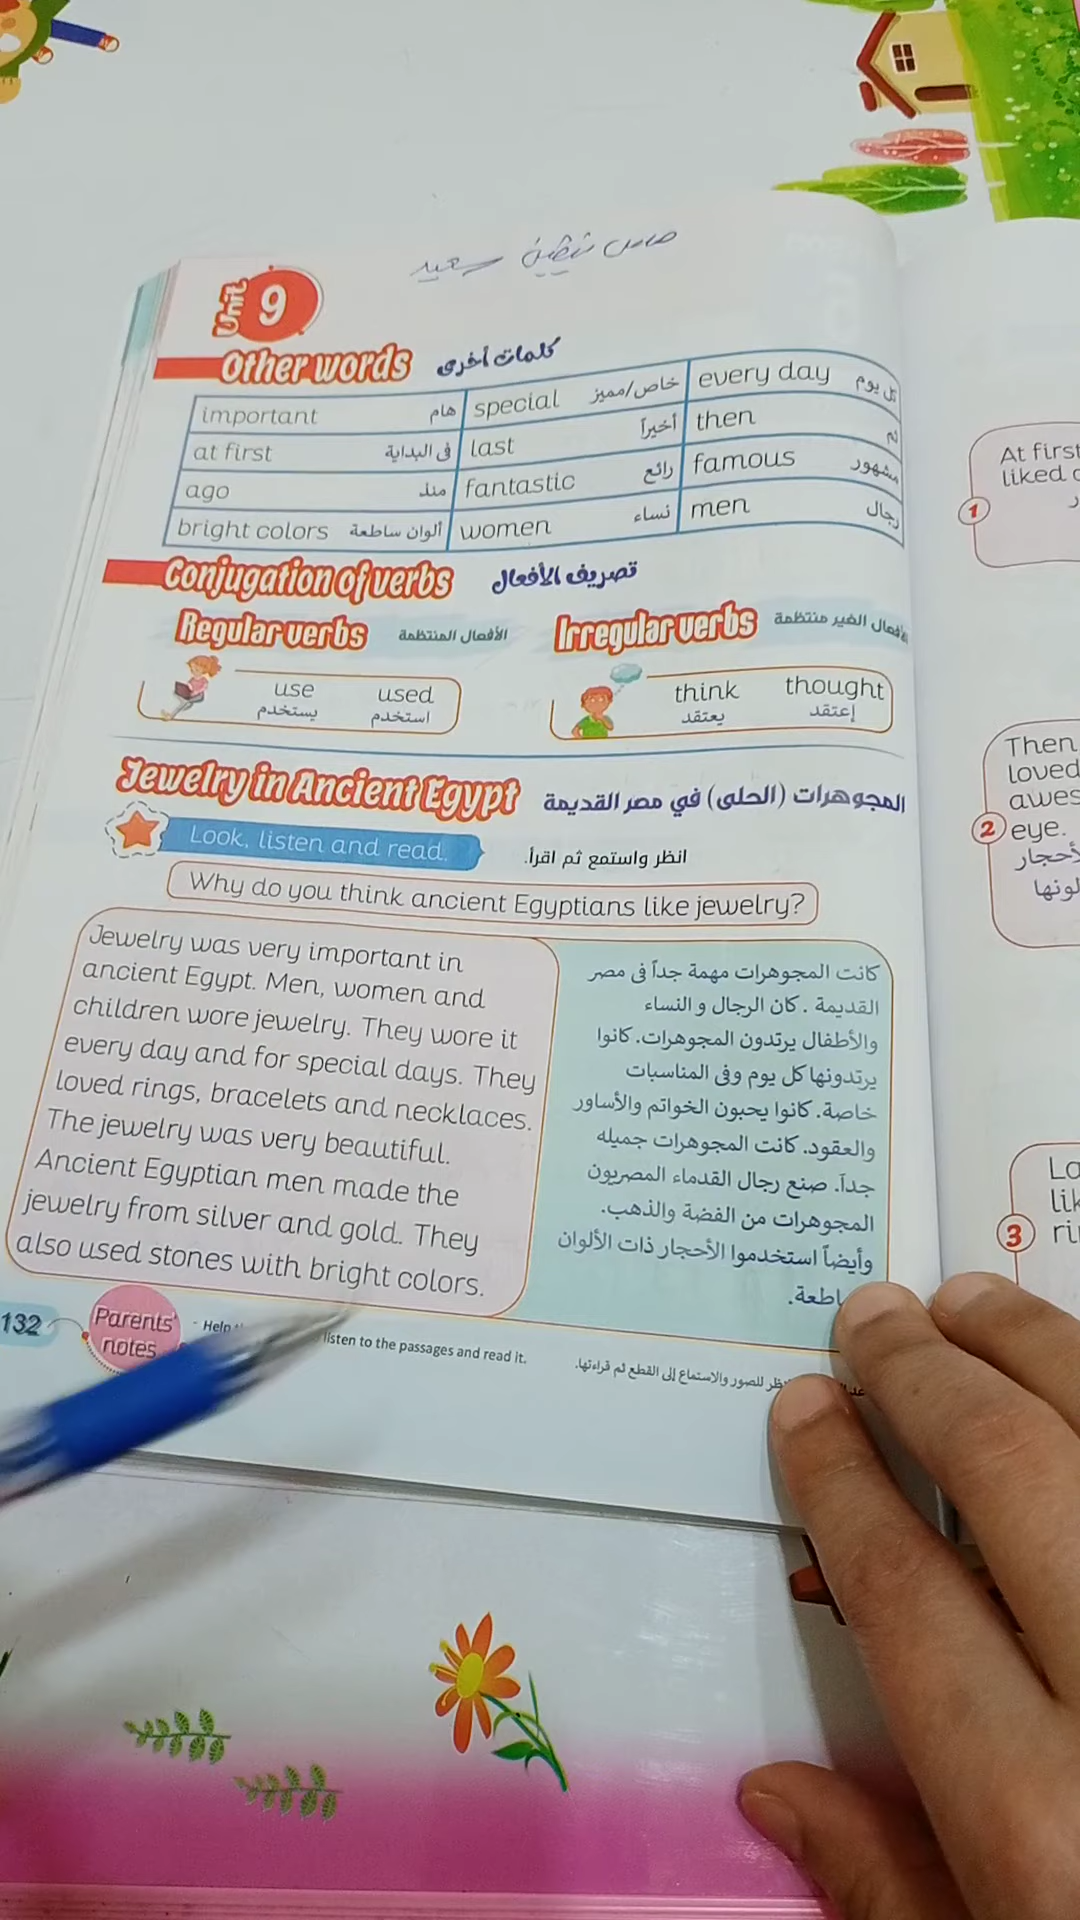 سعيد
Unit 9
Other words كلمات أخرى
important هام special خاص/مميز every day كل يوم
at first فى البداية last أخيراً then ثم
ago منذ fantastic رائع famous مشهور
bright colors ألوان ساطعة women نساء men رجال
Conjugation of verbs تصريف الأفعال
Regular verbs الأفعال المنتظمة Irregular verbs الأفعال الغير منتظمة
use used think thought
يستخدم استخدم يعتقد إعتقد
Jewelry in Ancient Egypt المجوهرات (الحلى) في مصر القديمة
Look, listen and read. انظر واستمع ثم اقرأ.
Why do you think ancient Egyptians like jewelry?
Jewelry was very important in
ancient Egypt. Men, women and
children wore jewelry. They wore it
every day and for special days. They
loved rings, bracelets and necklaces.
The jewelry was very beautiful.
Ancient Egyptian men made the
jewelry from silver and gold. They
also used stones with bright colors.
كانت المجوهرات مهمة جداً فى مصر
القديمة . كان الرجال و النساء
والأطفال يرتدون المجوهرات. كانوا
يرتدونها كل يوم وفى المناسبات
خاصة. كانوا يحبون الخواتم والأساور
والعقود. كانت المجوهرات جميله
جداً. صنع رجال القدماء المصريون
المجوهرات من الفضة والذهب.
وأيضاً استخدموا الأحجار ذات الألوان
132
Parents'
notes
- Help
listen to the passages and read it.
للصور والاستماع إلى القطع ثم قراءتها.
1
At first
liked
2
Then
loved
eye.
3